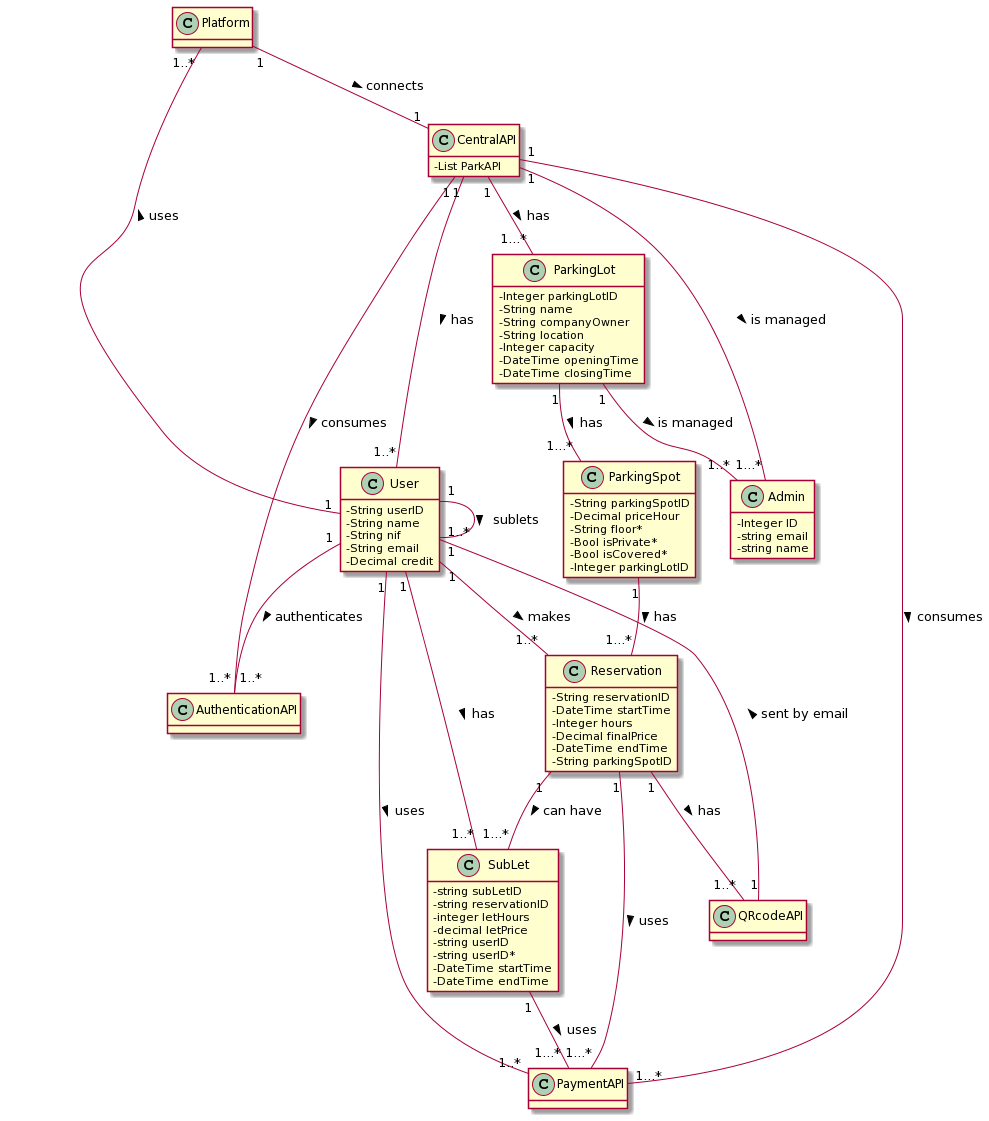 C Platform
1..*
1
connects
1
C CentralAPI
-List ParkAPI
1
1
1
1
1
uses
has
1...*
C ParkingLot
-Integer parkingLotID
-String name
-String companyOwner
-String location
-Integer capacity
-DateTime openingTime
-DateTime closingTime
has
is managed
1
1
consumes
has
is managed
1..*
1...*
1..*
1...*
C User
-String userID
-String name
-String nif
-String email
-Decimal credit
1
1
1
1..*
sublets
1
1
1
1
C ParkingSpot
-String parkingSpotID
-Decimal priceHour
-String floor*
-Bool isPrivate*
-Bool isCovered*
-Integer parkingLotID
C Admin
-Integer ID
-string email
-string name
1
authenticates
makes
has
consumes
1..*
1...*
1..*
1..*
C AuthenticationAPI
C Reservation
-String reservationID
-DateTime startTime
-Integer hours
-Decimal finalPrice
-DateTime endTime
-String parkingSpotID
has
sent by email
1
1
1
uses
can have
has
1..*
1...*
C SubLet
-string subLetID
-string reservationID
-integer letHours
-decimal letPrice
-string userID
-string userID*
-DateTime startTime
-DateTime endTime
1..*
1
C QRcodeAPI
uses
1
uses
1..*
1...*
1...*
1...*
C PaymentAPI